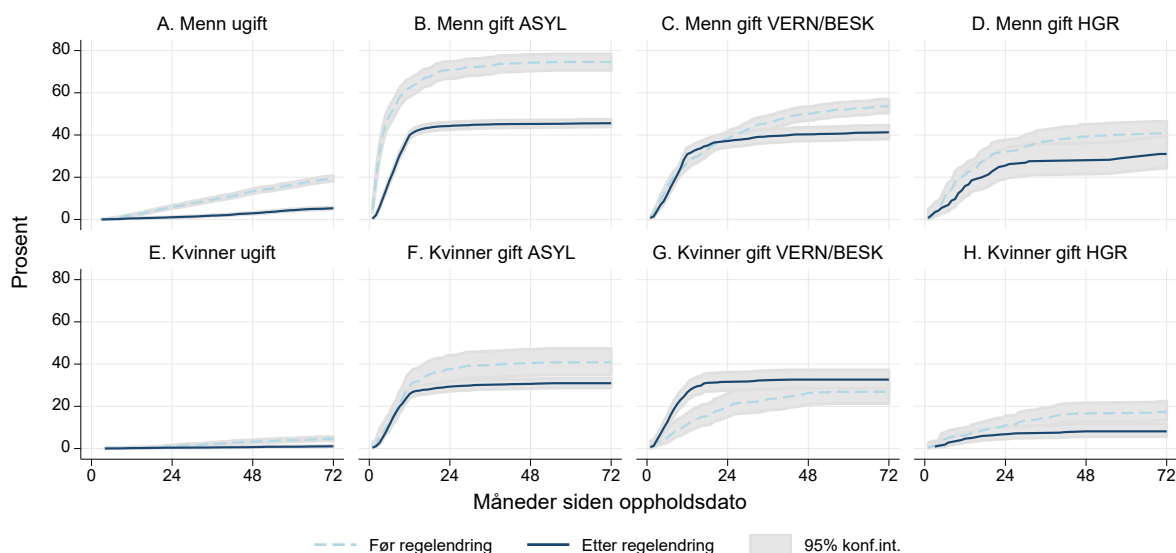 A. Menn ugift
B. Menn gift ASYL
C. Menn gift VERN/BESK
D. Menn gift HGR
80
60
40
20
0
E. Kvinner ugift
F. Kvinner gift ASYL
G. Kvinner gift VERN/BESK
H. Kvinner gift HGR
80
60
40
20
0
Prosent
0 24 48 72
0 24 48 72
0 24 48 72
0 24 48 72
Måneder siden oppholdsdato
Før regelendring
Etter regelendring
95% konf.int.